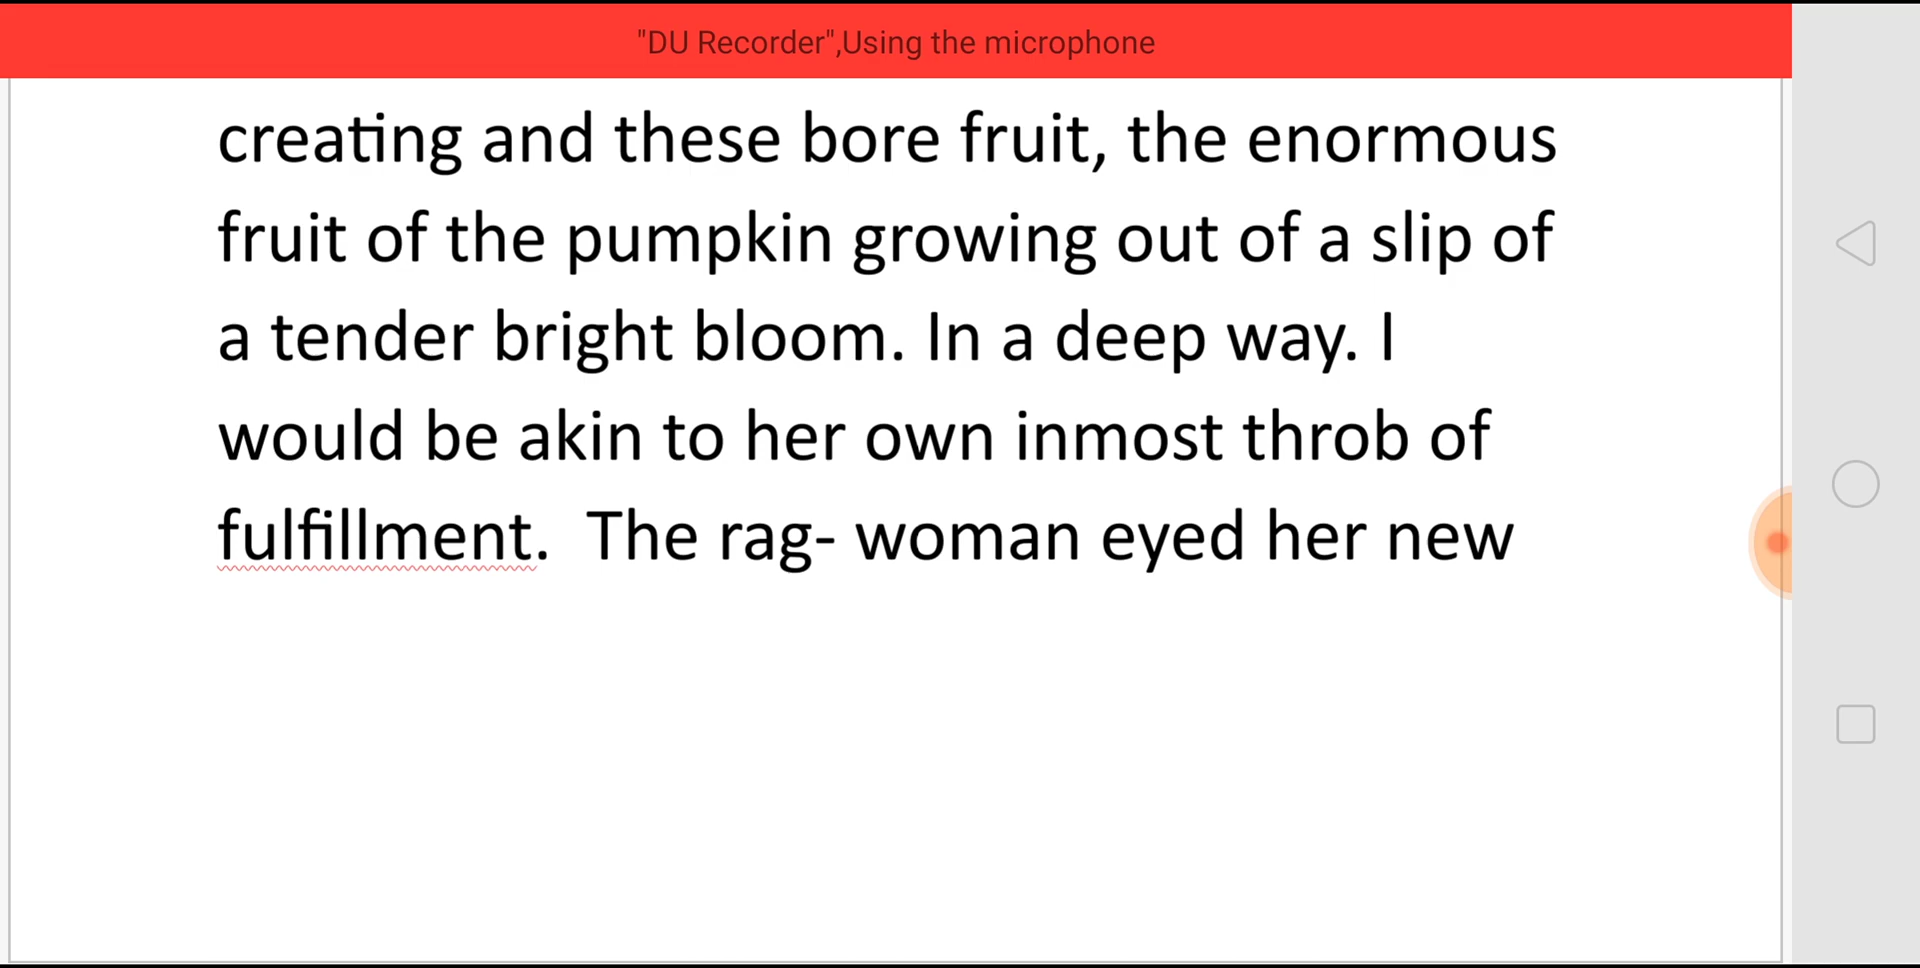 "DU Recorder",Using the microphone
creating and these bore fruit, the enormous
fruit of the pumpkin growing out of a slip of
a tender bright bloom. In a deep way. I
would be akin to her own inmost throb of
fulfillment.  The rag- woman eyed her new